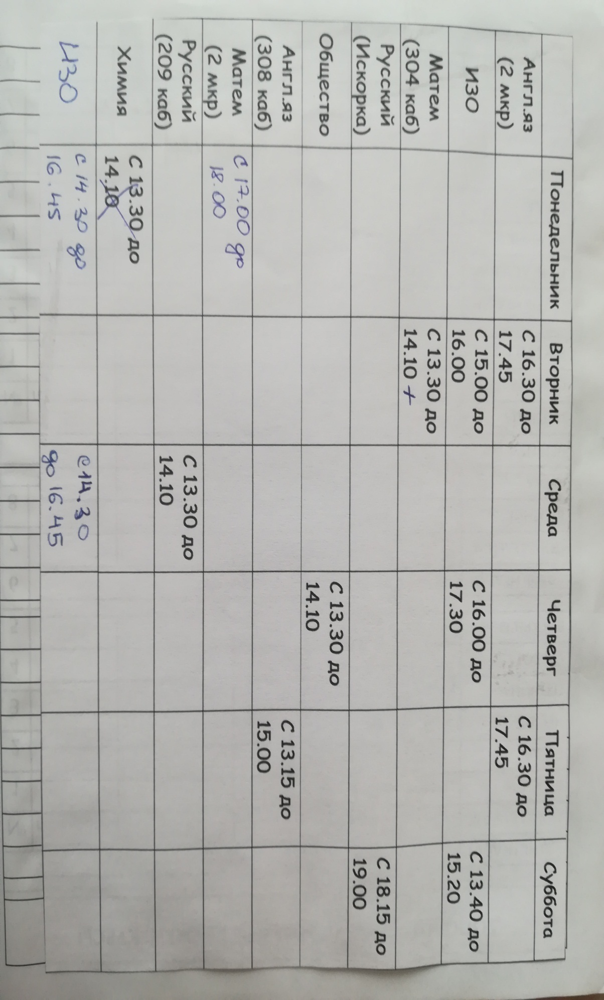 Понедельник Вторник Среда Четверг Пятница Суббота
Англ.яз С 16.30 до С 16.30 до
(2 мкр) 17.45 17.45
ИЗО С 15.00 до С 16.00 до С 13.40 до
16.00 17.30 15.20
Матем С 13.30 до
(304 каб) 14.10 +
Русский С 18.15 до
(Искорка) 19.00
Общество С 13.30 до
14.10
Англ.яз С 13.15 до
(308 каб) 15.00
Матем С 17.00 до
(2 мкр) 18.00
Русский С 13.30 до
(209 каб) 14.10
Химия С 13.30 до
14.10
ИЗО с 14.30 до с 14.30
16.45 до 16.45